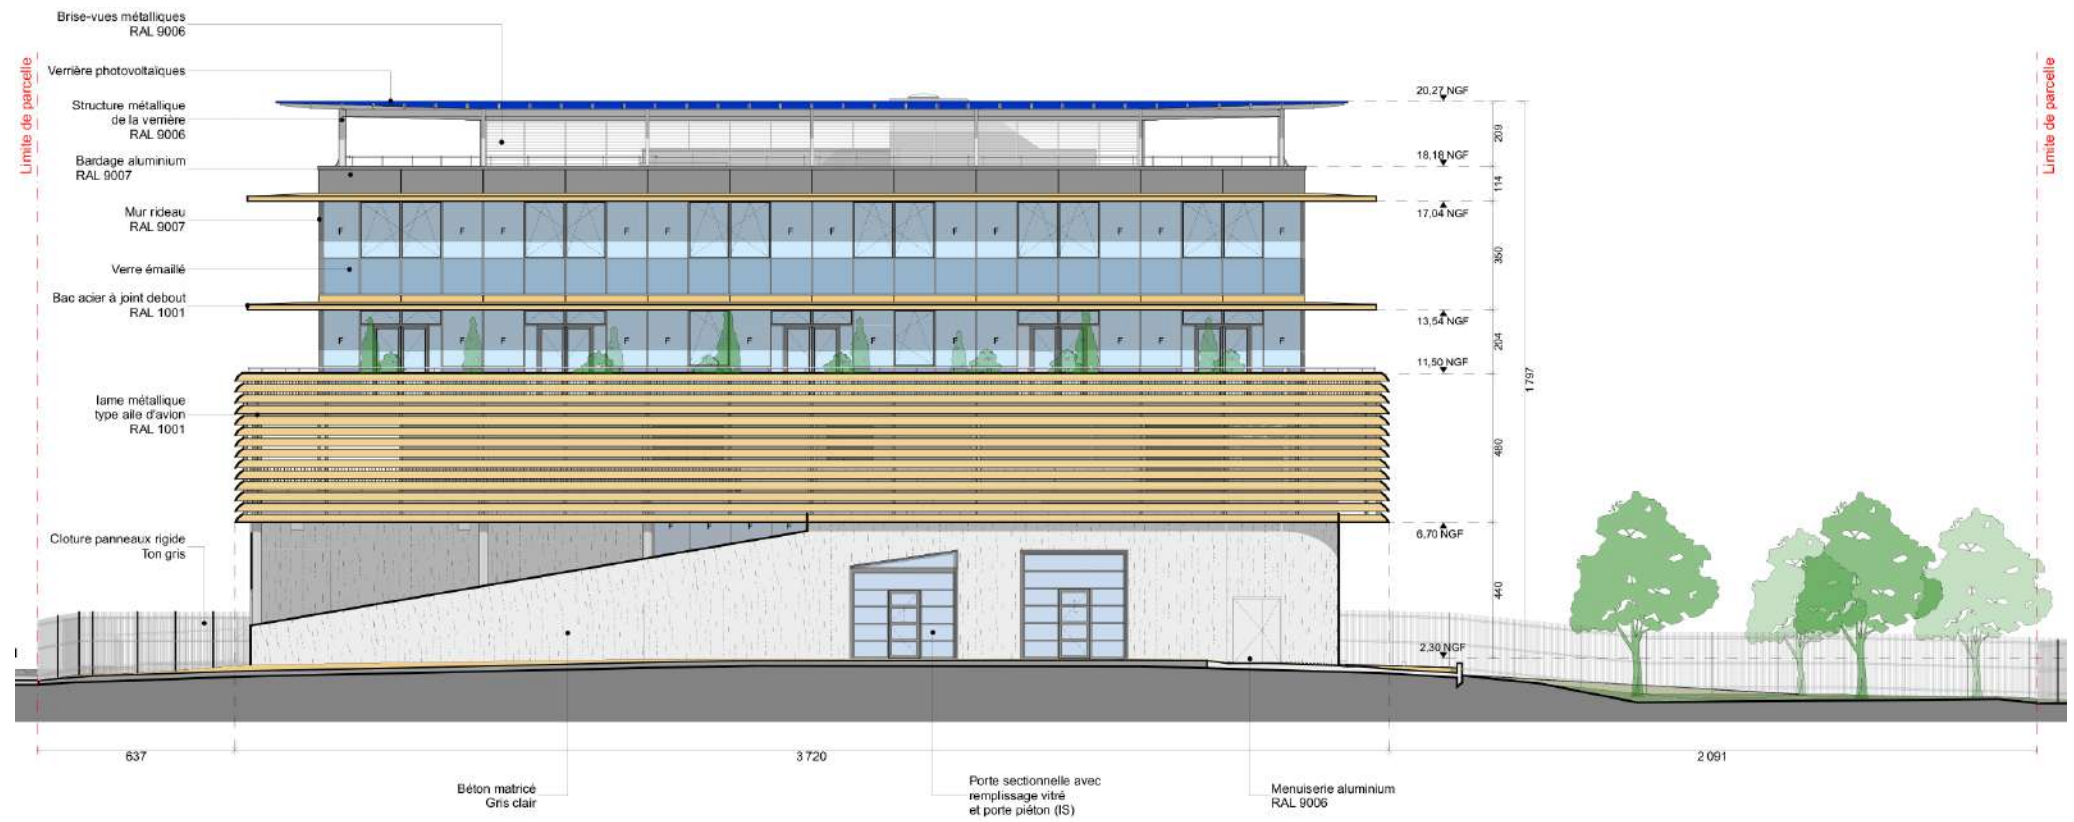 Brise-vues métalliques
RAL 9006
Verrière photovoltaïques
Structure métallique
de la verrière
RAL 9006
Bardage aluminium
RAL 9007
Mur rideau
RAL 9007
Verre émaillé
Bac acier à joint debout
RAL 1001
lame métallique
type aile d'avion
RAL 1001
Cloture panneaux rigide
Ton gris
Limite de parcelle
Limite de parcelle
20,27 NGF
18,18 NGF
17,04 NGF
13,54 NGF
11,50 NGF
6,70 NGF
2,30 NGF
209
114
350
204
480
440
1 797
F F F F F F F F F F F F
F F F F F F F F F F
F F F F
637
3 720
2 091
Béton matricé
Gris clair
Porte sectionnelle avec
remplissage vitré
et porte piéton (IS)
Menuiserie aluminium
RAL 9006